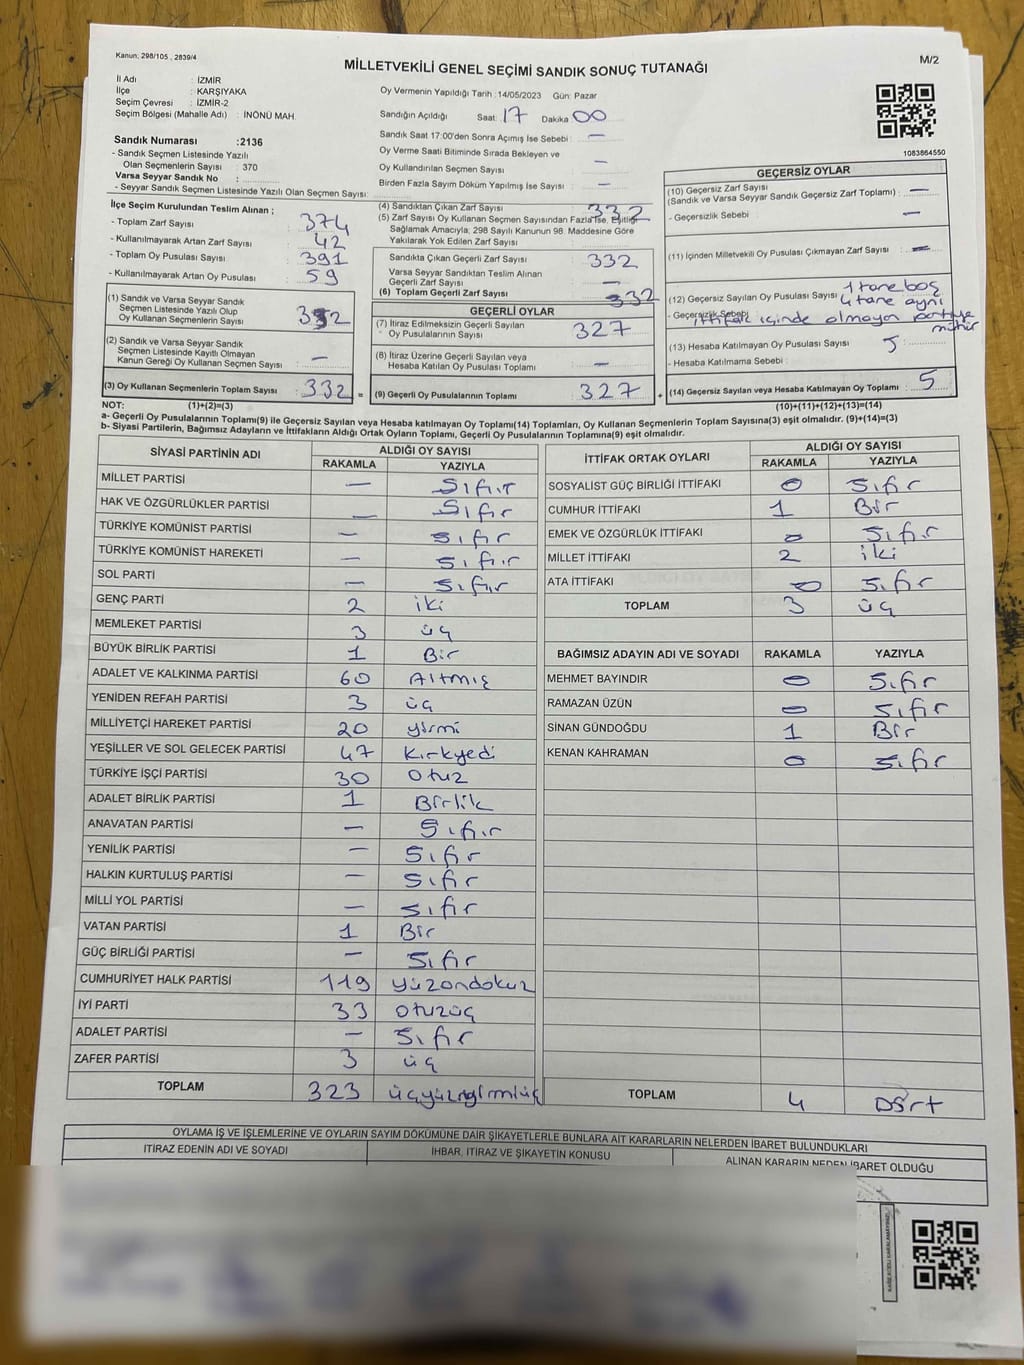 Kanun: 298/105 , 2839/4
M/2
MİLLETVEKİLİ GENEL SEÇİMİ SANDIK SONUÇ TUTANAĞI
İl Adı : İZMİR
İlçe : KARŞIYAKA
Seçim Çevresi : İZMİR-2
Seçim Bölgesi (Mahalle Adı) : İNÖNÜ MAH.
Sandık Numarası :2136
- Sandık Seçmen Listesinde Yazılı
Olan Seçmenlerin Sayısı : 370
Varsa Seyyar Sandık No :
- Seyyar Sandık Seçmen Listesinde Yazılı Olan Seçmen Sayısı:
Oy Vermenin Yapıldığı Tarih :14/05/2023 Gün: Pazar
Sandığın Açıldığı Saat: 17 Dakika 00
Sandık Saat 17:00'den Sonra Açımış İse Sebebi : —
Oy Verme Saati Bitiminde Sırada Bekleyen ve
Oy Kullandırılan Seçmen Sayısı —
Birden Fazla Sayım Döküm Yapılmış İse Sayısı : —
1083864550
İlçe Seçim Kurulundan Teslim Alınan ;
- Toplam Zarf Sayısı : 374
- Kullanılmayarak Artan Zarf Sayısı : 42
- Toplam Oy Pusulası Sayısı : 391
- Kullanılmayarak Artan Oy Pusulası : 59
(1) Sandık ve Varsa Seyyar Sandık
Seçmen Listesinde Yazılı Olup
Oy Kullanan Seçmenlerin Sayısı 332
(2) Sandık ve Varsa Seyyar Sandık
Seçmen Listesinde Kayıtlı Olmayan
Kanun Gereği Oy Kullanan Seçmen Sayısı : —
(3) Oy Kullanan Seçmenlerin Toplam Sayısı : 332 =
(4) Sandıktan Çıkan Zarf Sayısı : 332
(5) Zarf Sayısı Oy Kullanan Seçmen Sayısından Fazla İse, Eşitliği
Sağlamak Amacıyla; 298 Sayılı Kanunun 98. Maddesine Göre
Yakılarak Yok Edilen Zarf Sayısı :
Sandıkta Çıkan Geçerli Zarf Sayısı : 332
Varsa Seyyar Sandıktan Teslim Alınan
Geçerli Zarf Sayısı : —
(6) Toplam Geçerli Zarf Sayısı : 332
GEÇERLİ OYLAR
(7) İtiraz Edilmeksizin Geçerli Sayılan
Oy Pusulalarının Sayısı : 327
(8) İtiraz Üzerine Geçerli Sayılan veya
Hesaba Katılan Oy Pusulası Toplamı : —
(9) Geçerli Oy Pusulalarının Toplamı : 327 +
GEÇERSİZ OYLAR
(10) Geçersiz Zarf Sayısı
(Sandık ve Varsa Seyyar Sandık Geçersiz Zarf Toplamı) : —
- Geçersizlik Sebebi : —
(11) İçinden Milletvekili Oy Pusulası Çıkmayan Zarf Sayısı : —
(12) Geçersiz Sayılan Oy Pusulası Sayısı : 1 tane boş
- Geçersizlik Sebebi : 4 tane aynı
ittifak içinde olmayan partiye mühür
(13) Hesaba Katılmayan Oy Pusulası Sayısı : 5
- Hesaba Katılmama Sebebi :
(14) Geçersiz Sayılan veya Hesaba Katılmayan Oy Toplamı : 5
NOT: (1)+(2)=(3) (10)+(11)+(12)+(13)=(14)
a- Geçerli Oy Pusulalarının Toplamı(9) ile Geçersiz Sayılan veya Hesaba katılmayan Oy Toplamı(14) Toplamları, Oy Kullanan Seçmenlerin Toplam Sayısına(3) eşit olmalıdır. (9)+(14)=(3)
b- Siyasi Partilerin, Bağımsız Adayların ve İttifakların Aldığı Ortak Oyların Toplamı, Geçerli Oy Pusulalarının Toplamına(9) eşit olmalıdır.
SİYASİ PARTİNİN ADI ALDIĞI OY SAYISI
RAKAMLA YAZIYLA
MİLLET PARTİSİ — Sıfır
HAK VE ÖZGÜRLÜKLER PARTİSİ — Sıfır
TÜRKİYE KOMÜNİST PARTİSİ — Sıfır
TÜRKİYE KOMÜNİST HAREKETİ — Sıfır
SOL PARTİ — Sıfır
GENÇ PARTİ 2 iki
MEMLEKET PARTİSİ 3 üç
BÜYÜK BİRLİK PARTİSİ 1 Bir
ADALET VE KALKINMA PARTİSİ 60 Altmış
YENİDEN REFAH PARTİSİ 3 üç
MİLLİYETÇİ HAREKET PARTİSİ 20 yirmi
YEŞİLLER VE SOL GELECEK PARTİSİ 47 Kırkyedi
TÜRKİYE İŞÇİ PARTİSİ 30 Otuz
ADALET BİRLİK PARTİSİ 1 Birlik
ANAVATAN PARTİSİ — Sıfır
YENİLİK PARTİSİ — Sıfır
HALKIN KURTULUŞ PARTİSİ — Sıfır
MİLLİ YOL PARTİSİ — Sıfır
VATAN PARTİSİ 1 Bir
GÜÇ BİRLİĞİ PARTİSİ — Sıfır
CUMHURİYET HALK PARTİSİ 119 yüzondokuz
İYİ PARTİ 33 otuzüç
ADALET PARTİSİ — Sıfır
ZAFER PARTİSİ 3 üç
TOPLAM 323 üçyüzyirmiüç
İTTİFAK ORTAK OYLARI ALDIĞI OY SAYISI
RAKAMLA YAZIYLA
SOSYALİST GÜÇ BİRLİĞİ İTTİFAKI 0 Sıfır
CUMHUR İTTİFAKI 1 Bir
EMEK VE ÖZGÜRLÜK İTTİFAKI 0 Sıfır
MİLLET İTTİFAKI 2 iki
ATA İTTİFAKI 0 Sıfır
TOPLAM 3 üç
BAĞIMSIZ ADAYIN ADI VE SOYADI RAKAMLA YAZIYLA
MEHMET BAYINDIR 0 Sıfır
RAMAZAN ÜZÜN 0 Sıfır
SİNAN GÜNDOĞDU 1 Bir
KENAN KAHRAMAN 0 Sıfır
TOPLAM 4 Dört
OYLAMA İŞ VE İŞLEMLERİNE VE OYLARIN SAYIM DÖKÜMÜNE DAİR ŞİKAYETLERLE BUNLARA AİT KARARLARIN NELERDEN İBARET BULUNDUKLARI
İTİRAZ EDENİN ADI VE SOYADI İHBAR, İTİRAZ VE ŞİKAYETİN KONUSU ALINAN KARARIN NEDEN İBARET OLDUĞU